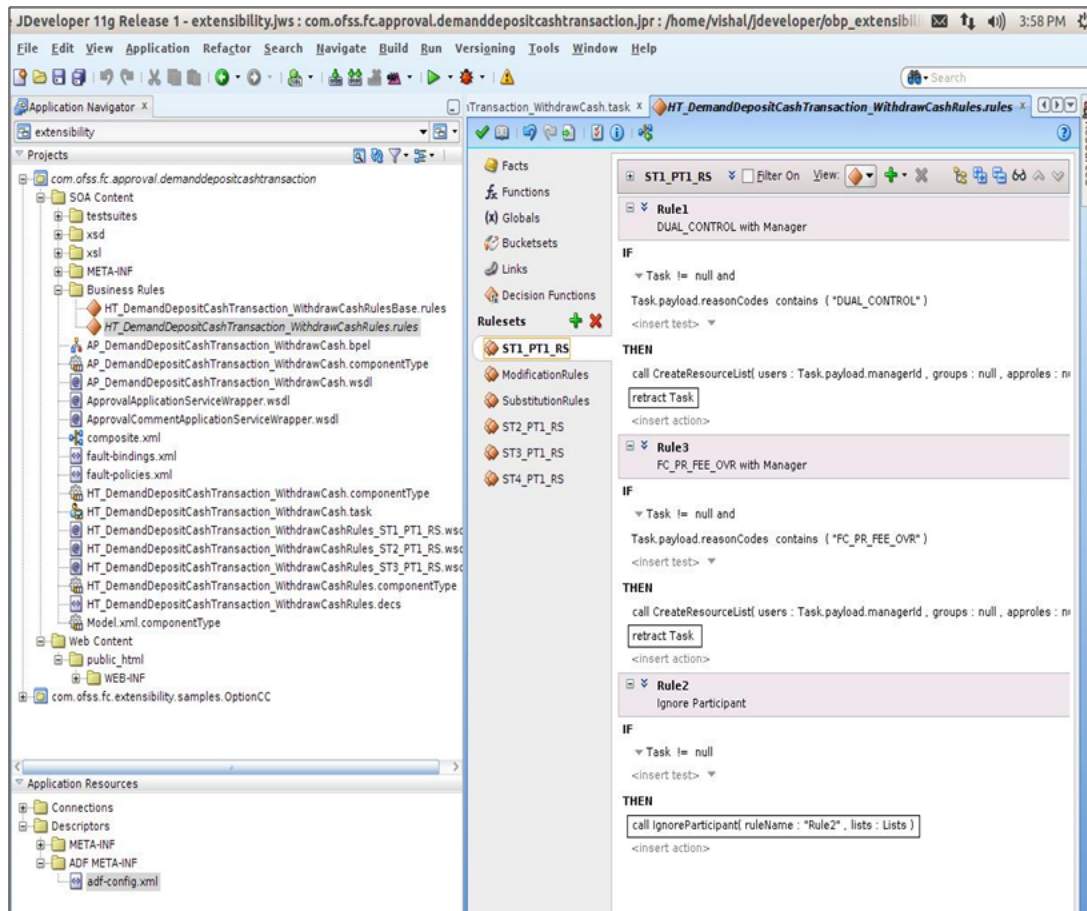 JDeveloper 11g Release 1 - extensibility.jws : com.ofss.fc.approval.demanddepositcashtransaction.jpr : /home/vishal/jdeveloper/obp_extensibili 3:58 PM
File Edit View Application Refactor Search Navigate Build Run Versioning Tools Window Help
Search
Application Navigator
extensibility
Projects
com.ofss.fc.approval.demanddepositcashtransaction
SOA Content
testsuites
xsd
xsl
META-INF
Business Rules
HT_DemandDepositCashTransaction_WithdrawCashRulesBase.rules
HT_DemandDepositCashTransaction_WithdrawCashRules.rules
AP_DemandDepositCashTransaction_WithdrawCash.bpel
AP_DemandDepositCashTransaction_WithdrawCash.componentType
AP_DemandDepositCashTransaction_WithdrawCash.wsdl
ApprovalApplicationServiceWrapper.wsdl
ApprovalCommentApplicationServiceWrapper.wsdl
composite.xml
fault-bindings.xml
fault-policies.xml
HT_DemandDepositCashTransaction_WithdrawCash.componentType
HT_DemandDepositCashTransaction_WithdrawCash.task
HT_DemandDepositCashTransaction_WithdrawCashRules_ST1_PT1_RS.wsd
HT_DemandDepositCashTransaction_WithdrawCashRules_ST2_PT1_RS.wsd
HT_DemandDepositCashTransaction_WithdrawCashRules_ST3_PT1_RS.wsd
HT_DemandDepositCashTransaction_WithdrawCashRules.componentType
HT_DemandDepositCashTransaction_WithdrawCashRules.decs
Model.xml.componentType
Web Content
public_html
WEB-INF
com.ofss.fc.extensibility.samples.OptionCC
Application Resources
Connections
Descriptors
META-INF
ADF META-INF
adf-config.xml
Transaction_WithdrawCash.task HT_DemandDepositCashTransaction_WithdrawCashRules.rules
Facts
Functions
(x) Globals
Bucketsets
Links
Decision Functions
Rulesets
ST1_PT1_RS
ModificationRules
SubstitutionRules
ST2_PT1_RS
ST3_PT1_RS
ST4_PT1_RS
ST1_PT1_RS Filter On View:
Rule1
DUAL_CONTROL with Manager
IF
Task != null and
Task.payload.reasonCodes contains { "DUAL_CONTROL" )
<insert test>
THEN
call CreateResourceList( users : Task.payload.managerId , groups : null , approles : nu
retract Task
<insert action>
Rule3
FC_PR_FEE_OVR with Manager
IF
Task != null and
Task.payload.reasonCodes contains ( "FC_PR_FEE_OVR" )
<insert test>
THEN
call CreateResourceList( users : Task.payload.managerId , groups : null , approles : nu
retract Task
<insert action>
Rule2
Ignore Participant
IF
Task != null
<insert test>
THEN
call IgnoreParticipant( ruleName : "Rule2" , lists : Lists )
<insert action>